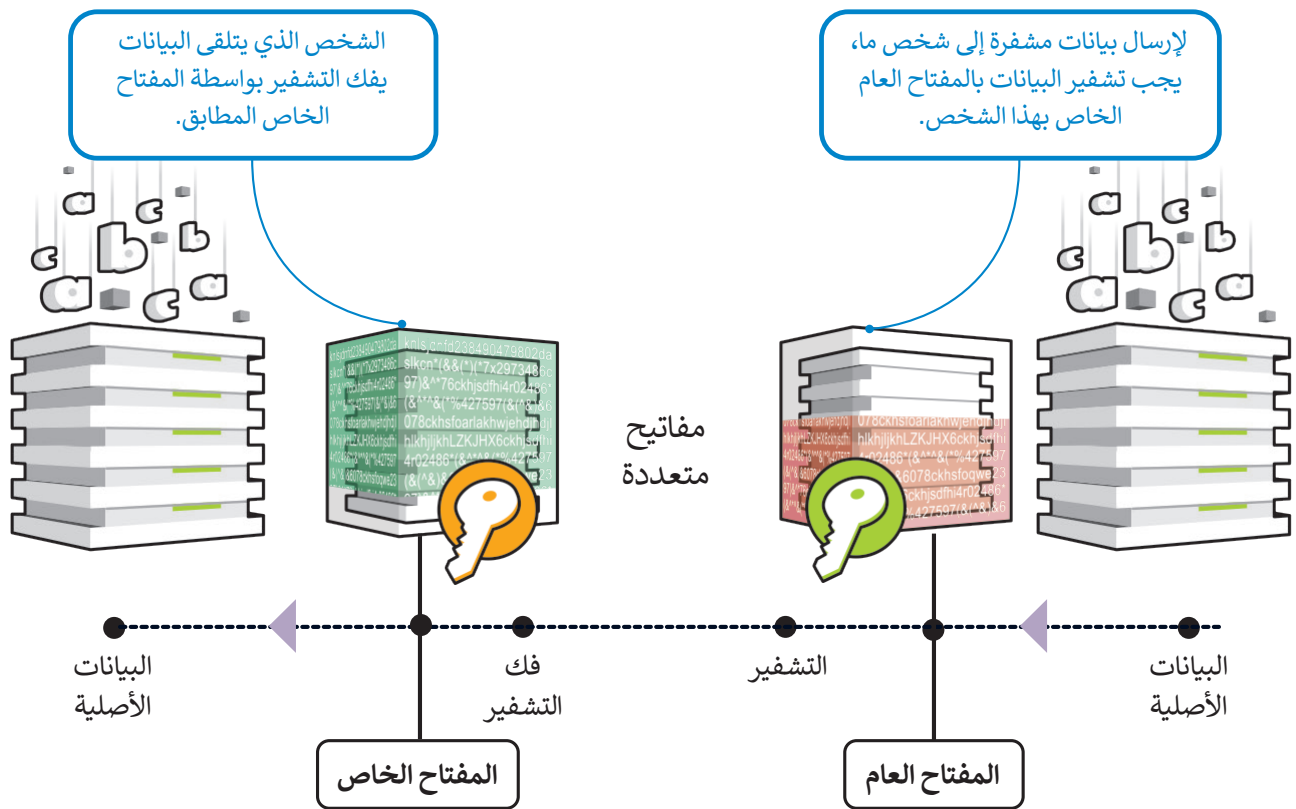 لإرسال بيانات مشفرة إلى شخص ما،
يجب تشفير البيانات بالمفتاح العام
الخاص بهذا الشخص.
الشخص الذي يتلقى البيانات
يفك التشفير بواسطة المفتاح
الخاص المطابق.
مفاتيح
متعددة
البيانات
الأصلية
التشفير
فك
التشفير
البيانات
الأصلية
المفتاح العام
المفتاح الخاص